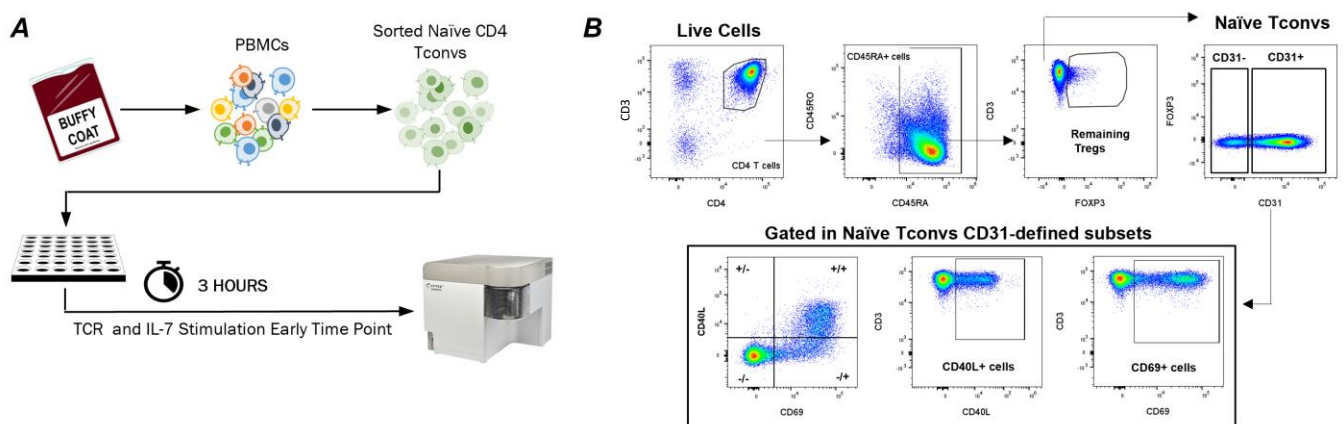 A
PBMCs
Sorted Naïve CD4
Tconvs
BUFFY
COAT
3 HOURS
TCR and IL-7 Stimulation Early Time Point
B
Live Cells
Naïve Tconvs
CD3
CD4 T cells
CD4
CD45RA+ cells
CD45RO
CD45RA
CD3
Remaining
Tregs
FOXP3
CD31-
CD31+
FOXP3
CD31
Gated in Naïve Tconvs CD31-defined subsets
+/-
+/+
CD40L
-/-
-/+
CD69
CD3
CD40L+ cells
CD40L
CD3
CD69+ cells
CD69